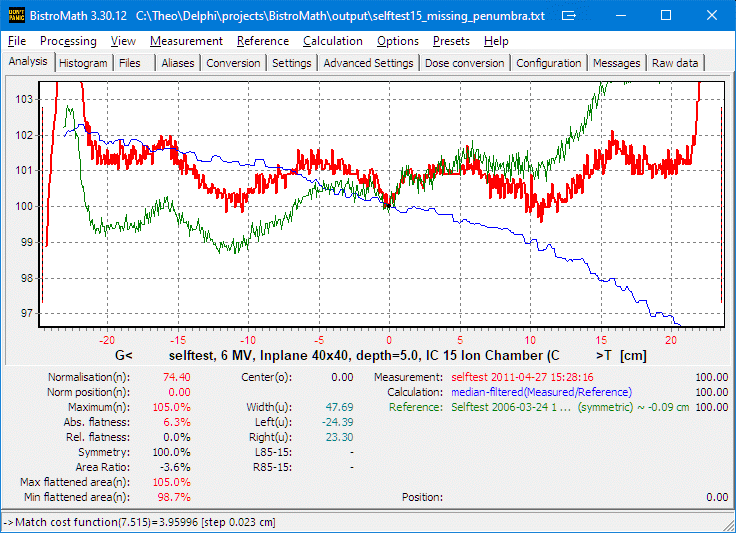 DON'T PANIC BistroMath 3.30.12 C:\Theo\Delphi\projects\BistroMath\output\selftest15_missing_penumbra.txt
File Processing View Measurement Reference Calculation Options Presets Help
Analysis Histogram Files Aliases Conversion Settings Advanced Settings Dose conversion Configuration Messages Raw data
103
102
101
100
99
98
97
-20 -15 -10 -5 0 5 10 15 20
G< selftest, 6 MV, Inplane 40x40, depth=5.0, IC 15 Ion Chamber (C >T [cm]
Normalisation(n): 74.40 Center(o): 0.00 Measurement: selftest 2011-04-27 15:28:16 100.00
Norm position(n): 0.00 Calculation: median-filtered(Measured/Reference) 100.00
Maximum(n): 105.0% Width(u): 47.69 Reference: Selftest 2006-03-24 1 ... (symmetric) ~ -0.09 cm 100.00
Abs. flatness: 6.3% Left(u): -24.39
Rel. flatness: 0.0% Right(u): 23.30
Symmetry: 100.0% L85-15: -
Area Ratio: -3.6% R85-15: -
Max flattened area(n): 105.0%
Min flattened area(n): 98.7% Position: 0.00
->Match cost function(7.515)=3.95996 [step 0.023 cm]